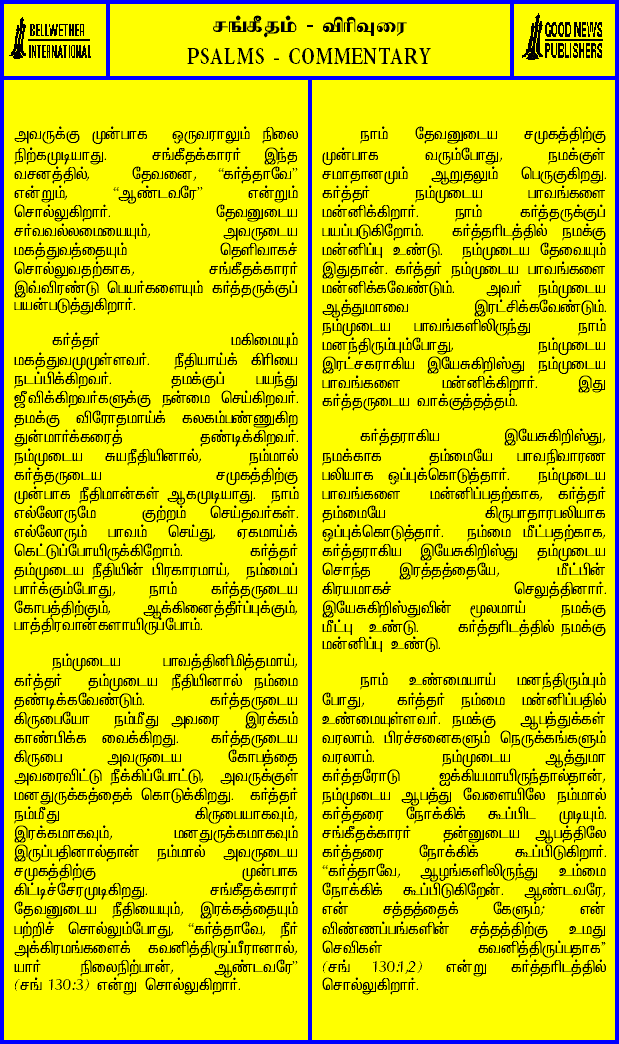 BELLWETHER
INTERNATIONAL
சங்கீதம் - விரிவுரை
PSALMS - COMMENTARY
GOOD NEWS
PUBLISHERS
அவருக்கு முன்பாக ஒருவராலும் நிலை
நிற்கமுடியாது. சங்கீதக்காரர் இந்த
வசனத்தில், தேவனை, “கர்த்தாவே”
என்றும், “ஆண்டவரே” என்றும்
சொல்லுகிறார். தேவனுடைய
சர்வவல்லமையையும், அவருடைய
மகத்துவத்தையும் தெளிவாகச்
சொல்லுவதற்காக, சங்கீதக்காரர்
இவ்விரண்டு பெயர்களையும் கர்த்தருக்குப்
பயன்படுத்துகிறார்.
கர்த்தர் மகிமையும்
மகத்துவமுமுள்ளவர். நீதியாய்க் கிரியை
நடப்பிக்கிறவர். தமக்குப் பயந்து
ஜீவிக்கிறவர்களுக்கு நன்மை செய்கிறவர்.
தமக்கு விரோதமாய்க் கலகம்பண்ணுகிற
துன்மார்க்கரைத் தண்டிக்கிறவர்.
நம்முடைய சுயநீதியினால், நம்மால்
கர்த்தருடைய சமுகத்திற்கு
முன்பாக நீதிமான்கள் ஆகமுடியாது. நாம்
எல்லோருமே குற்றம் செய்தவர்கள்.
எல்லோரும் பாவம் செய்து, ஏகமாய்க்
கெட்டுப்போயிருக்கிறோம். கர்த்தர்
தம்முடைய நீதியின் பிரகாரமாய், நம்மைப்
பார்க்கும்போது, நாம் கர்த்தருடைய
கோபத்திற்கும், ஆக்கினைத்தீர்ப்புக்கும்,
பாத்திரவான்களாயிருப்போம்.
நம்முடைய பாவத்தினிமித்தமாய்,
கர்த்தர் தம்முடைய நீதியினால் நம்மை
தண்டிக்கவேண்டும். கர்த்தருடைய
கிருபையோ நம்மீது அவரை இரக்கம்
காண்பிக்க வைக்கிறது. கர்த்தருடைய
கிருபை அவருடைய கோபத்தை
அவரைவிட்டு நீக்கிப்போட்டு, அவருக்குள்
மனதுருக்கத்தைக் கொடுக்கிறது. கர்த்தர்
நம்மீது கிருபையாகவும்,
இரக்கமாகவும், மனதுருக்கமாகவும்
இருப்பதினால்தான் நம்மால் அவருடைய
சமுகத்திற்கு முன்பாக
கிட்டிச்சேரமுடிகிறது. சங்கீதக்காரர்
தேவனுடைய நீதியையும், இரக்கத்தையும்
பற்றிச் சொல்லும்போது, “கர்த்தாவே, நீர்
அக்கிரமங்களைக் கவனித்திருப்பீரானால்,
யார் நிலைநிற்பான், ஆண்டவரே”
(சங் 130:3) என்று சொல்லுகிறார்.
நாம் தேவனுடைய சமுகத்திற்கு
முன்பாக வரும்போது, நமக்குள்
சமாதானமும் ஆறுதலும் பெருகுகிறது.
கர்த்தர் நம்முடைய பாவங்களை
மன்னிக்கிறார். நாம் கர்த்தருக்குப்
பயப்படுகிறோம். கர்த்தரிடத்தில் நமக்கு
மன்னிப்பு உண்டு. நம்முடைய தேவையும்
இதுதான். கர்த்தர் நம்முடைய பாவங்களை
மன்னிக்கவேண்டும். அவர் நம்முடைய
ஆத்துமாவை இரட்சிக்கவேண்டும்.
நம்முடைய பாவங்களிலிருந்து நாம்
மனந்திரும்பும்போது, நம்முடைய
இரட்சகராகிய இயேசுகிறிஸ்து நம்முடைய
பாவங்களை மன்னிக்கிறார். இது
கர்த்தருடைய வாக்குத்தத்தம்.
கர்த்தராகிய இயேசுகிறிஸ்து,
நமக்காக தம்மையே பாவநிவாரண
பலியாக ஒப்புக்கொடுத்தார். நம்முடைய
பாவங்களை மன்னிப்பதற்காக, கர்த்தர்
தம்மையே கிருபாதாரபலியாக
ஒப்புக்கொடுத்தார். நம்மை மீட்பதற்காக,
கர்த்தராகிய இயேசுகிறிஸ்து தம்முடைய
சொந்த இரத்தத்தையே, மீட்பின்
கிரயமாகச் செலுத்தினார்.
இயேசுகிறிஸ்துவின் மூலமாய் நமக்கு
மீட்பு உண்டு. கர்த்தரிடத்தில் நமக்கு
மன்னிப்பு உண்டு.
நாம் உண்மையாய் மனந்திரும்பும்
போது, கர்த்தர் நம்மை மன்னிப்பதில்
உண்மையுள்ளவர். நமக்கு ஆபத்துக்கள்
வரலாம். பிரச்சனைகளும் நெருக்கங்களும்
வரலாம். நம்முடைய ஆத்துமா
கர்த்தரோடு ஐக்கியமாயிருந்தால்தான்,
நம்முடைய ஆபத்து வேளையிலே நம்மால்
கர்த்தரை நோக்கிக் கூப்பிட முடியும்.
சங்கீதக்காரர் தன்னுடைய ஆபத்திலே
கர்த்தரை நோக்கிக் கூப்பிடுகிறார்.
“கர்த்தாவே, ஆழங்களிலிருந்து உம்மை
நோக்கிக் கூப்பிடுகிறேன். ஆண்டவரே,
என் சத்தத்தைக் கேளும்; என்
விண்ணப்பங்களின் சத்தத்திற்கு உமது
செவிகள் கவனித்திருப்பதாக”
(சங் 130:1,2) என்று கர்த்தரிடத்தில்
சொல்லுகிறார்.